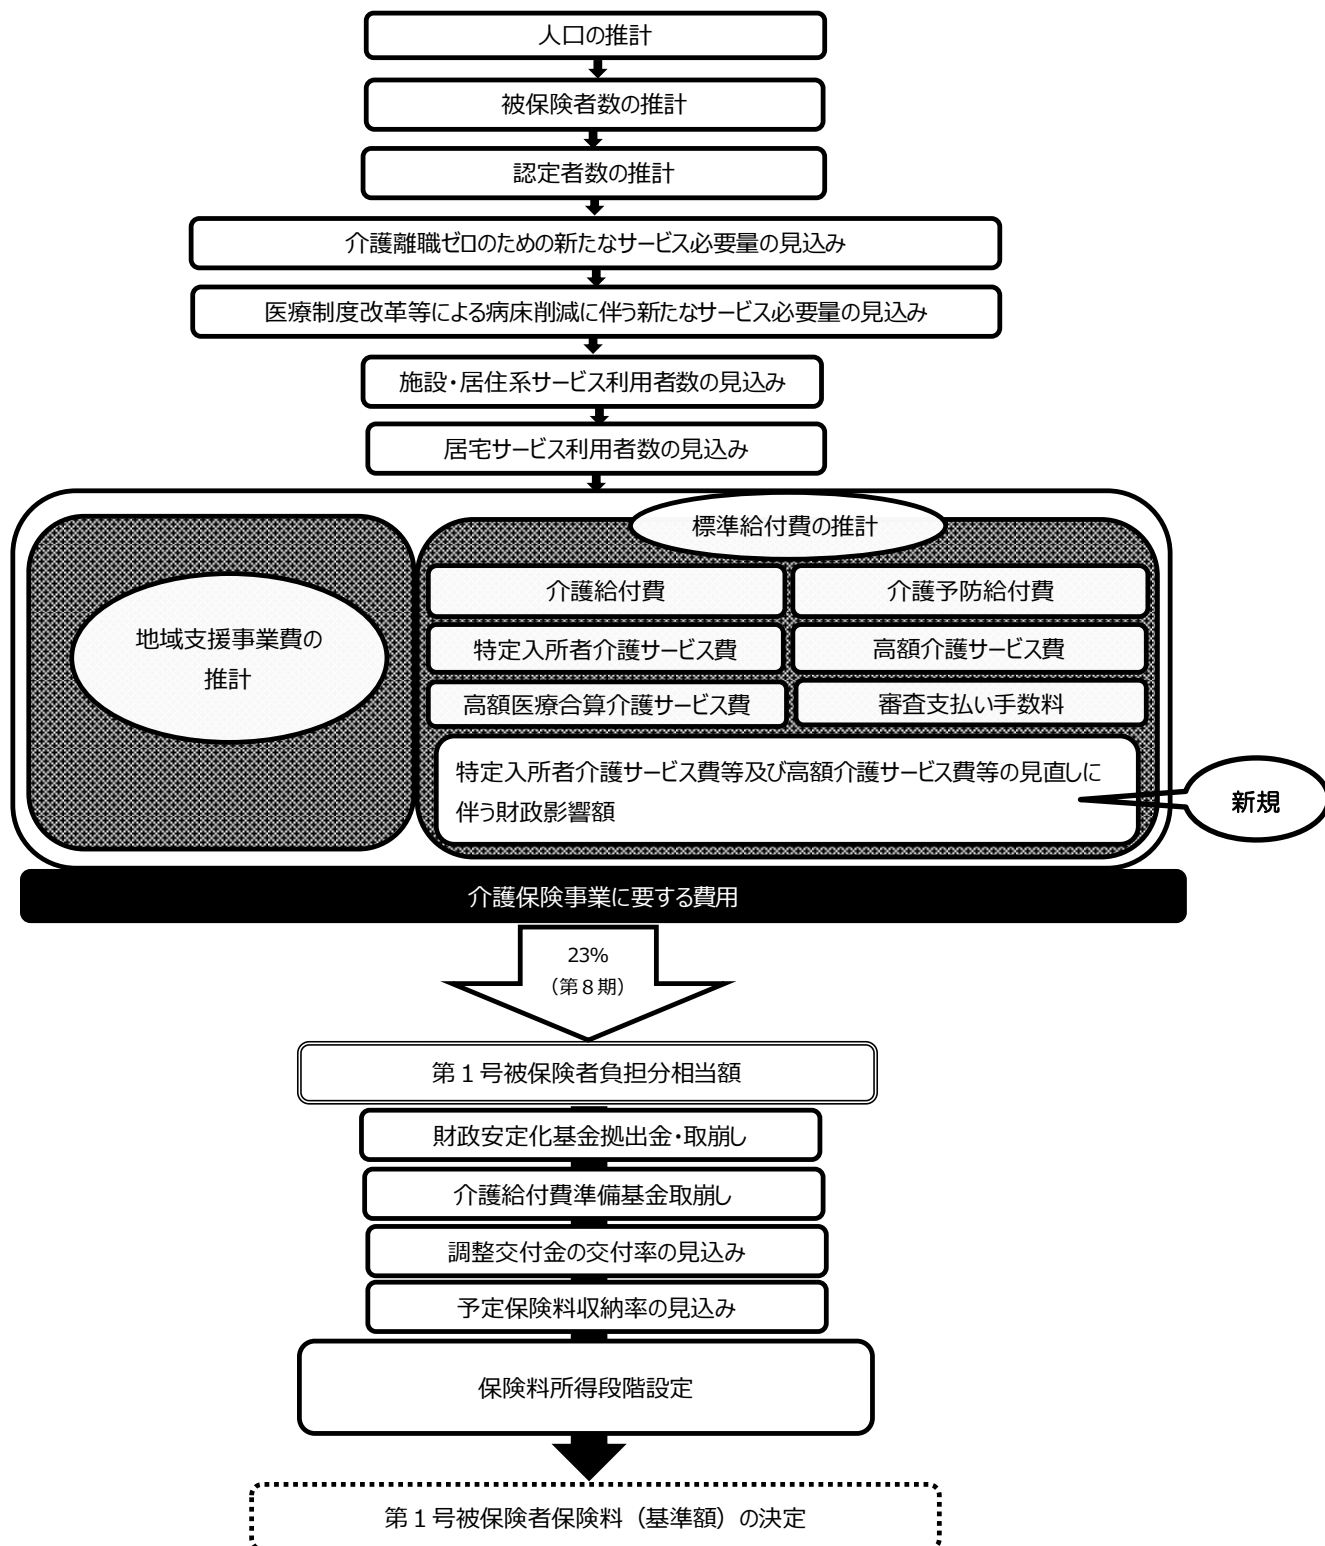 人口の推計
被保険者数の推計
認定者数の推計
介護離職ゼロのための新たなサービス必要量の見込み
医療制度改革等による病床削減に伴う新たなサービス必要量の見込み
施設・居住系サービス利用者数の見込み
居宅サービス利用者数の見込み
標準給付費の推計
地域支援事業費の
推計
介護給付費
介護予防給付費
特定入所者介護サービス費
高額介護サービス費
高額医療合算介護サービス費
審査支払い手数料
特定入所者介護サービス費等及び高額介護サービス費等の見直しに
伴う財政影響額
新規
介護保険事業に要する費用
23%
（第８期）
第１号被保険者負担分相当額
財政安定化基金拠出金・取崩し
介護給付費準備基金取崩し
調整交付金の交付率の見込み
予定保険料収納率の見込み
保険料所得段階設定
第１号被保険者保険料（基準額）の決定